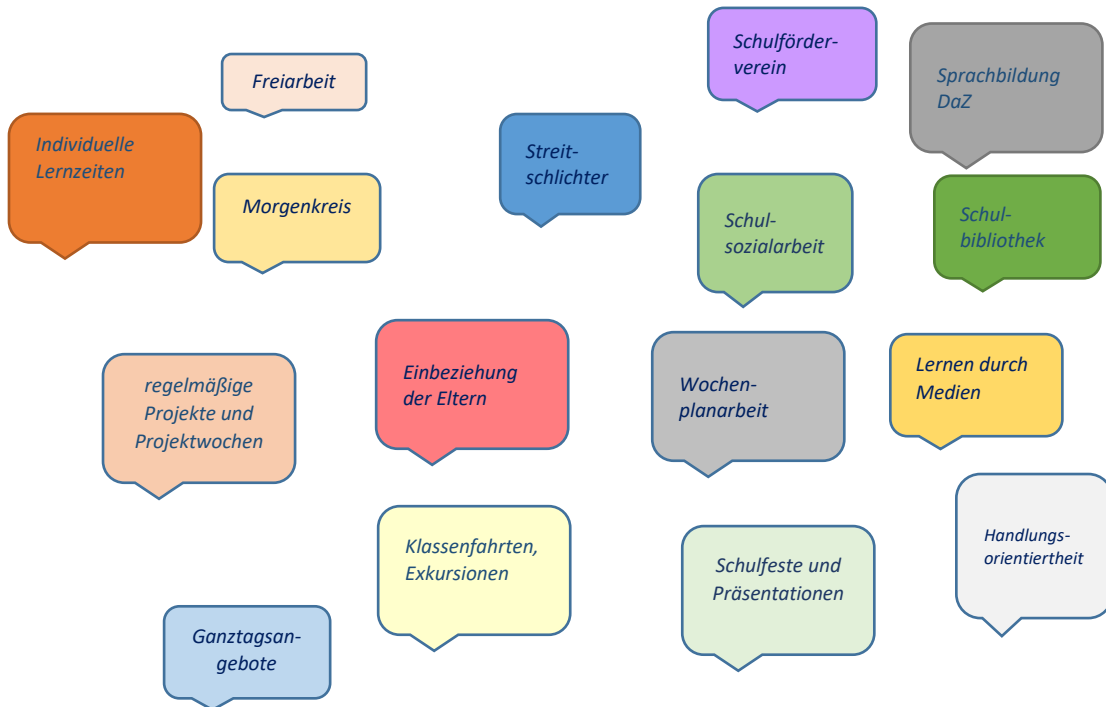 Schulförder-
verein
Freiarbeit
Sprachbildung
DaZ
Individuelle
Lernzeiten
Streit-
schlichter
Morgenkreis
Schul-
sozialarbeit
Schul-
bibliothek
regelmäßige
Projekte und
Projektwochen
Einbeziehung
der Eltern
Wochen-
planarbeit
Lernen durch
Medien
Klassenfahrten,
Exkursionen
Schulfeste und
Präsentationen
Handlungs-
orientiertheit
Ganztagsan-
gebote